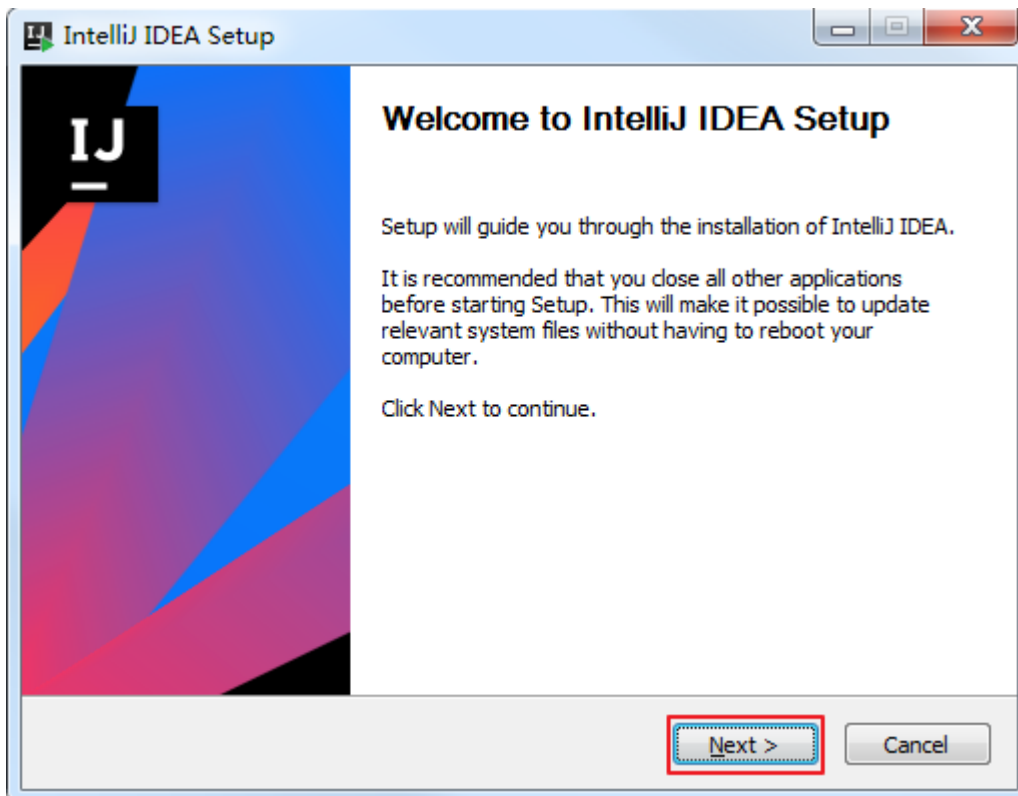 IntelliJ IDEA Setup
IJ
Welcome to IntelliJ IDEA Setup
Setup will guide you through the installation of IntelliJ IDEA.
It is recommended that you close all other applications
before starting Setup. This will make it possible to update
relevant system files without having to reboot your
computer.
Click Next to continue.
Next >
Cancel